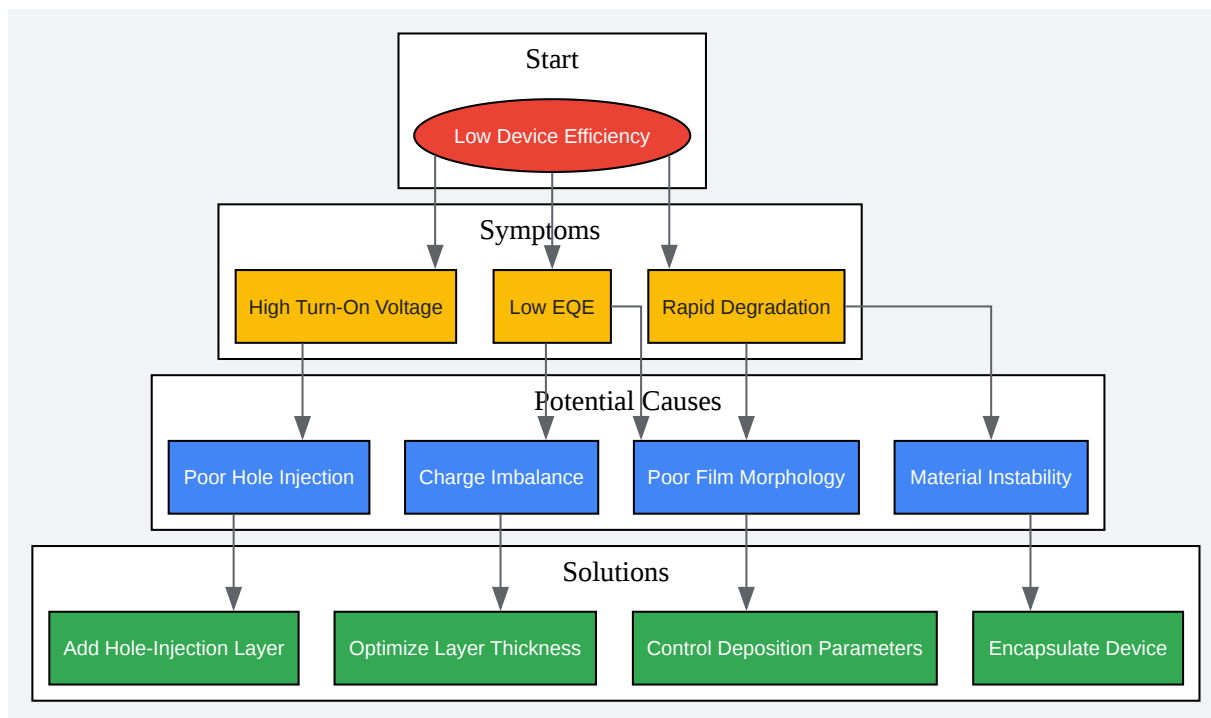 Start
Low Device Efficiency
Symptoms
High Turn-On Voltage
Low EQE
Rapid Degradation
Potential Causes
Poor Hole Injection
Charge Imbalance
Poor Film Morphology
Material Instability
Solutions
Add Hole-Injection Layer
Optimize Layer Thickness
Control Deposition Parameters
Encapsulate Device